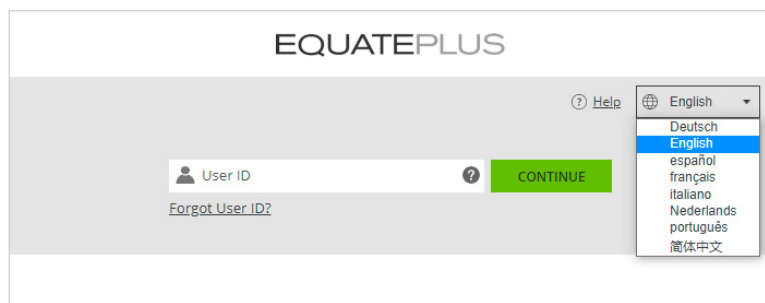 EQUATEPLUS
Help
English
Deutsch
English
español
français
italiano
Nederlands
português
简体中文
User ID
CONTINUE
Forgot User ID?